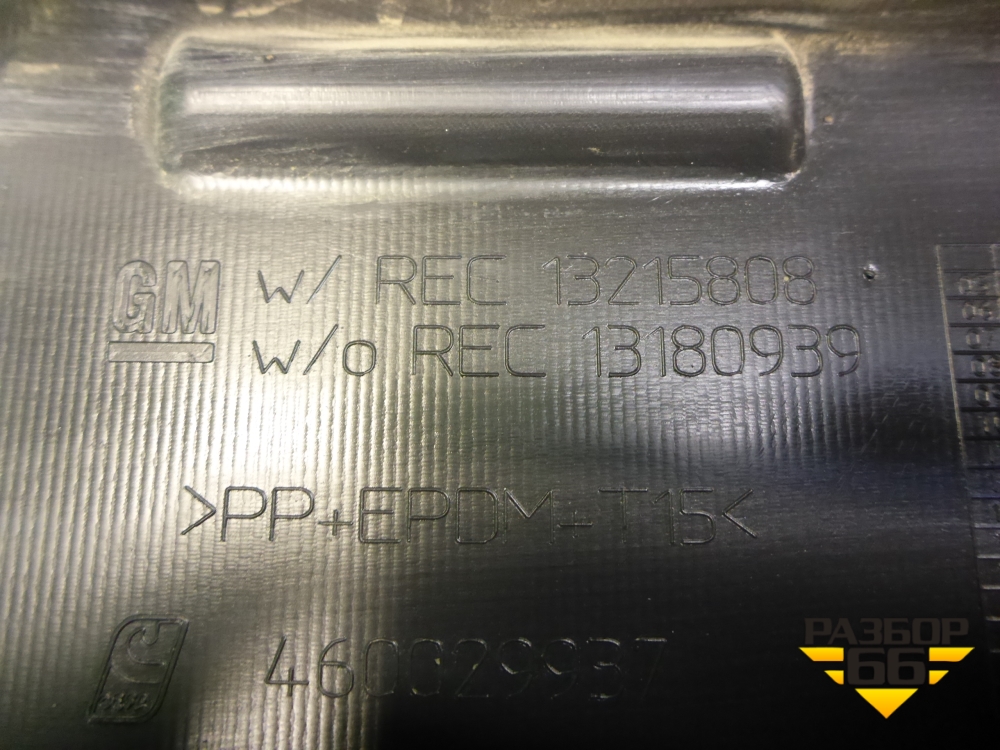 GM
w/ REC 13215808
w/o REC 13180939
>PP+EPDM-T15<
460029937
РАЗБОР
66